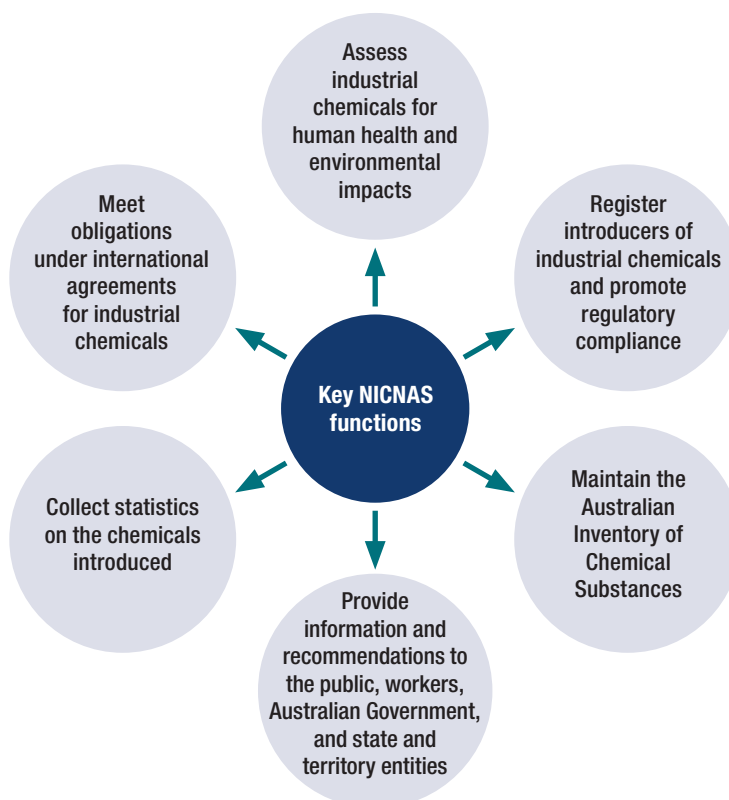 Assess
industrial
chemicals for
human health and
environmental
impacts
Register
introducers of
industrial chemicals
and promote
regulatory
compliance
Maintain the
Australian
Inventory of
Chemical
Substances
Provide
information and
recommendations to
the public, workers,
Australian Government,
and state and
territory entities
Collect statistics
on the chemicals
introduced
Meet
obligations
under international
agreements
for industrial
chemicals
Key NICNAS
functions